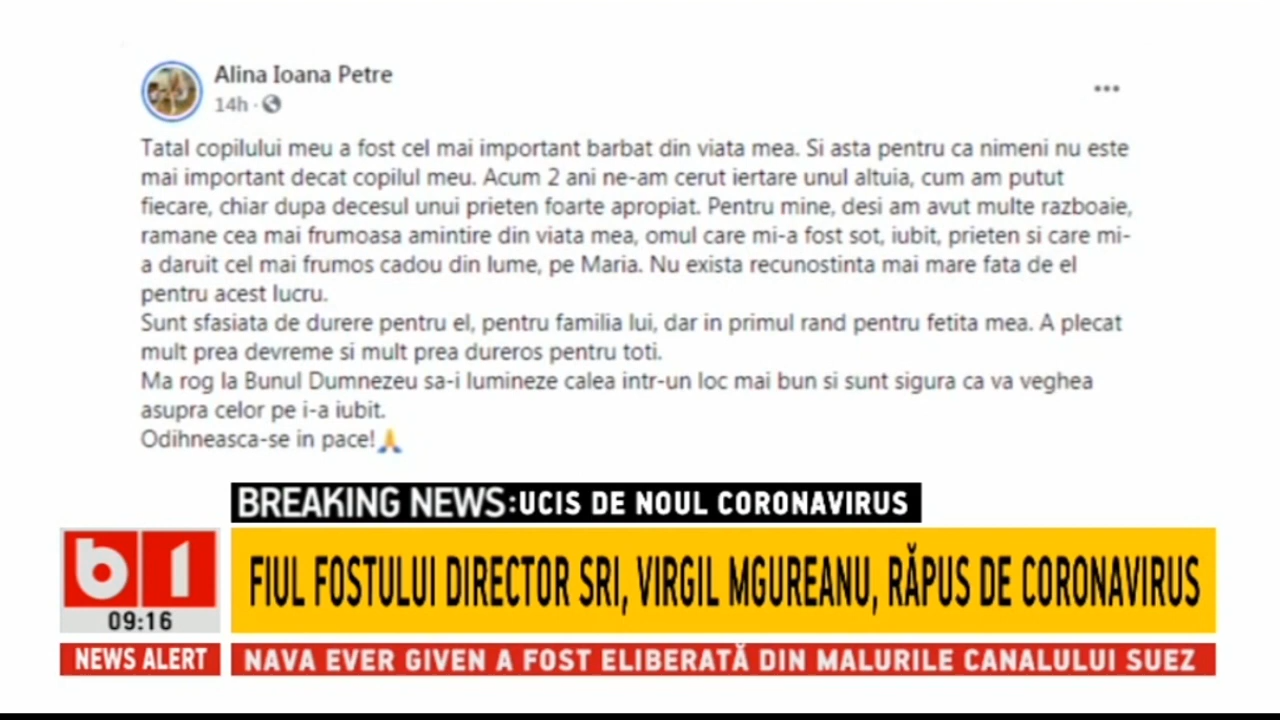 Alina Ioana Petre
14h ·
Tatal copilului meu a fost cel mai important barbat din viata mea. Si asta pentru ca nimeni nu este
mai important decat copilul meu. Acum 2 ani ne-am cerut iertare unul altuia, cum am putut
fiecare, chiar dupa decesul unui prieten foarte apropiat. Pentru mine, desi am avut multe razboaie,
ramane cea mai frumoasa amintire din viata mea, omul care mi-a fost sot, iubit, prieten si care mi-
a daruit cel mai frumos cadou din lume, pe Maria. Nu exista recunostinta mai mare fata de el
pentru acest lucru.
Sunt sfasiata de durere pentru el, pentru familia lui, dar in primul rand pentru fetita mea. A plecat
mult prea devreme si mult prea dureros pentru toti.
Ma rog la Bunul Dumnezeu sa-i lumineze calea intr-un loc mai bun si sunt sigura ca va veghea
asupra celor pe i-a iubit.
Odihneasca-se in pace!🙏
BREAKING NEWS:UCIS DE NOUL CORONAVIRUS
b1
FIUL FOSTULUI DIRECTOR SRI, VIRGIL MGUREANU, RĂPUS DE CORONAVIRUS
09:16
NEWS ALERT
NAVA EVER GIVEN A FOST ELIBERATĂ DIN MALURILE CANALULUI SUEZ